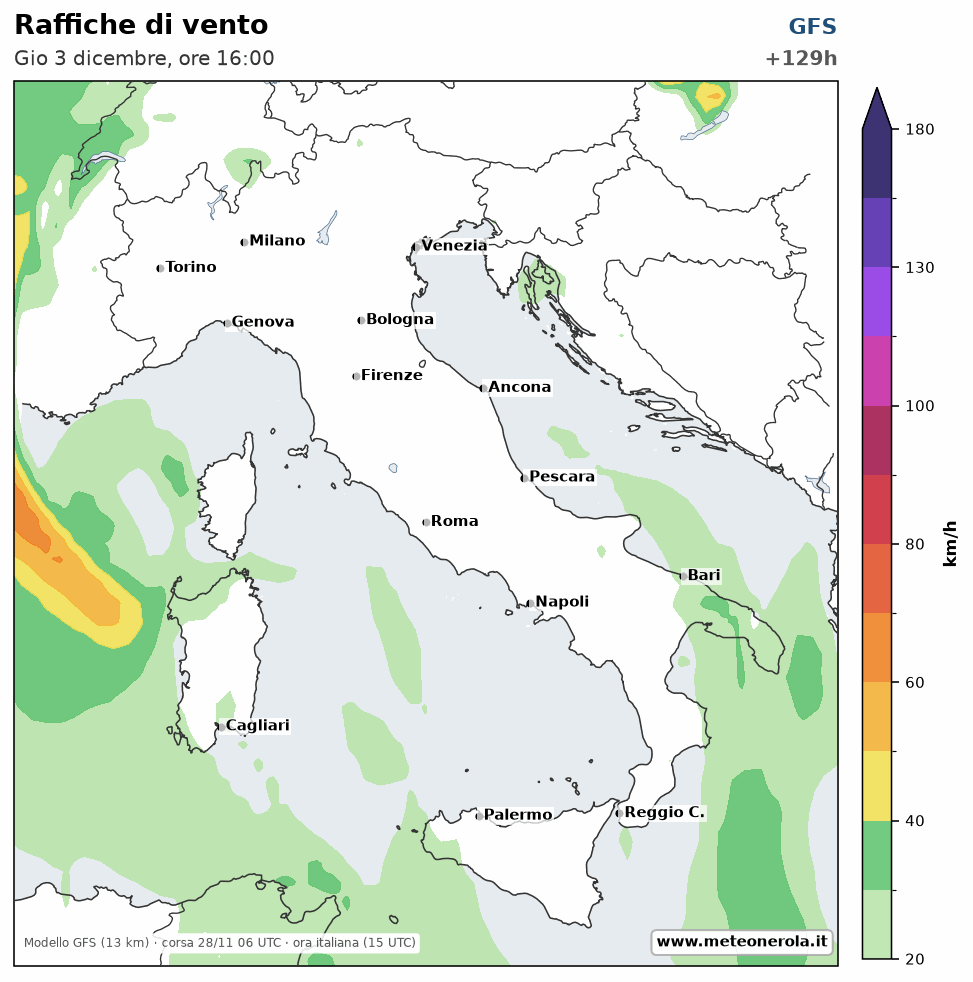 Raffiche di vento
GFS
Gio 3 dicembre, ore 16:00
+129h
Milano
Venezia
Torino
Genova
Bologna
Firenze
Ancona
Pescara
Roma
Bari
Napoli
Cagliari
Palermo
Reggio C.
180
130
100
80
60
40
20
km/h
Modello GFS (13 km) · corsa 28/11 06 UTC · ora italiana (15 UTC)
www.meteonerola.it